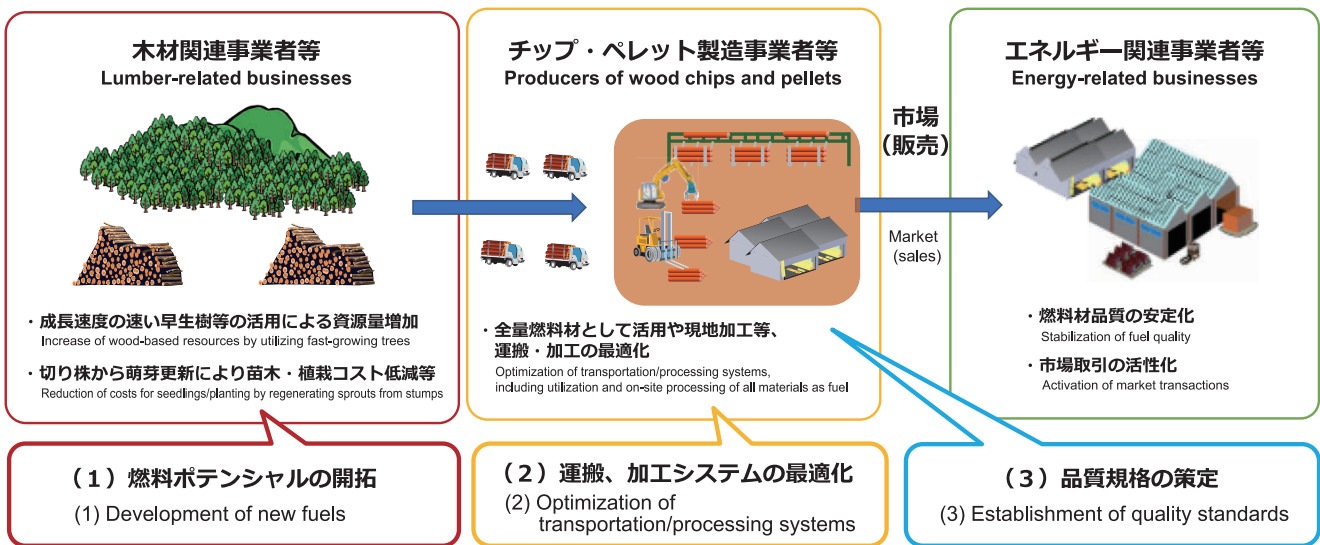 木材関連事業者等
Lumber-related businesses
・成長速度の速い早生樹等の活用による資源量増加
Increase of wood-based resources by utilizing fast-growing trees
・切り株から萌芽更新により苗木・植栽コスト低減等
Reduction of costs for seedlings/planting by regenerating sprouts from stumps
チップ・ペレット製造事業者等
Producers of wood chips and pellets
・全量燃料材として活用や現地加工等、
運搬・加工の最適化
Optimization of transportation/processing systems,
including utilization and on-site processing of all materials as fuel
市場
（販売）
Market
(sales)
エネルギー関連事業者等
Energy-related businesses
・燃料材品質の安定化
Stabilization of fuel quality
・市場取引の活性化
Activation of market transactions
（１）燃料ポテンシャルの開拓
(1) Development of new fuels
（２）運搬、加工システムの最適化
(2) Optimization of
transportation/processing systems
（３）品質規格の策定
(3) Establishment of quality standards